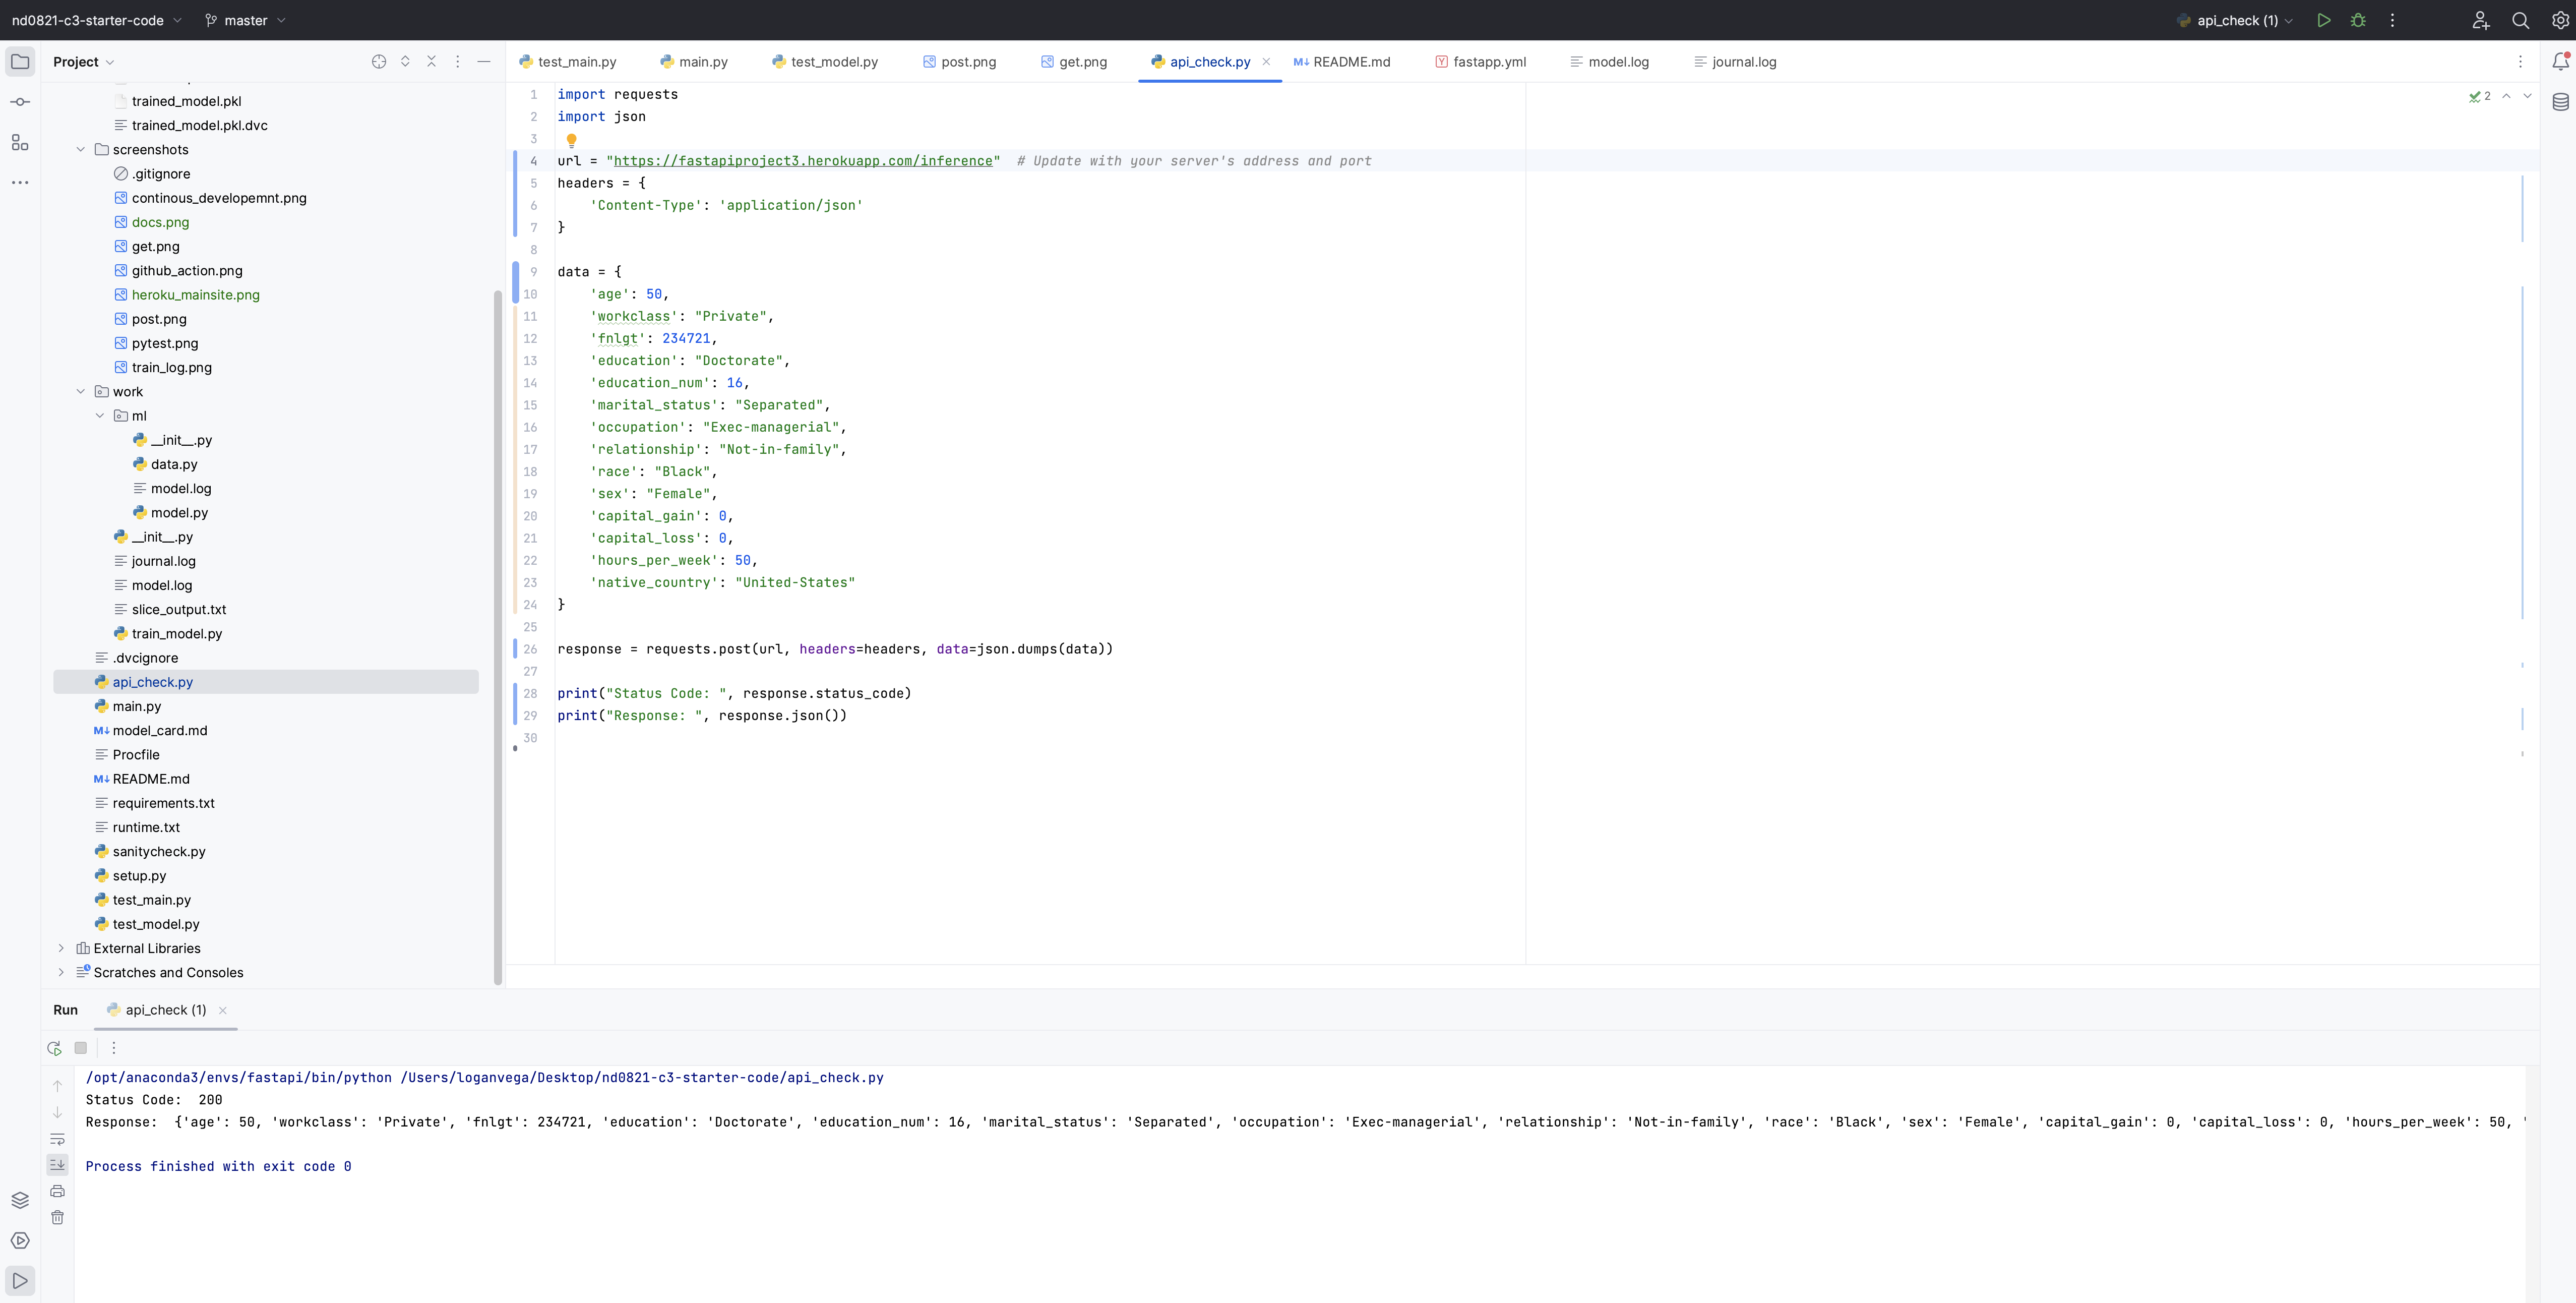 nd0821-c3-starter-code
master
api_check (1)
Project
test_main.py
main.py
test_model.py
post.png
get.png
api_check.py
README.md
fastapp.yml
model.log
journal.log
trained_model.pkl
trained_model.pkl.dvc
screenshots
.gitignore
continous_developemnt.png
docs.png
get.png
github_action.png
heroku_mainsite.png
post.png
pytest.png
train_log.png
work
ml
__init__.py
data.py
model.log
model.py
__init__.py
journal.log
model.log
slice_output.txt
train_model.py
.dvcignore
api_check.py
main.py
model_card.md
Procfile
README.md
requirements.txt
runtime.txt
sanitycheck.py
setup.py
test_main.py
test_model.py
External Libraries
Scratches and Consoles
2
1 import requests
2 import json
3
4 url = "https://fastapiproject3.herokuapp.com/inference"  # Update with your server's address and port
5 headers = {
6     'Content-Type': 'application/json'
7 }
8
9 data = {
10     'age': 50,
11     'workclass': "Private",
12     'fnlgt': 234721,
13     'education': "Doctorate",
14     'education_num': 16,
15     'marital_status': "Separated",
16     'occupation': "Exec-managerial",
17     'relationship': "Not-in-family",
18     'race': "Black",
19     'sex': "Female",
20     'capital_gain': 0,
21     'capital_loss': 0,
22     'hours_per_week': 50,
23     'native_country': "United-States"
24 }
25
26 response = requests.post(url, headers=headers, data=json.dumps(data))
27
28 print("Status Code: ", response.status_code)
29 print("Response: ", response.json())
30
Run
api_check (1)
/opt/anaconda3/envs/fastapi/bin/python /Users/loganvega/Desktop/nd0821-c3-starter-code/api_check.py
Status Code:  200
Response:  {'age': 50, 'workclass': 'Private', 'fnlgt': 234721, 'education': 'Doctorate', 'education_num': 16, 'marital_status': 'Separated', 'occupation': 'Exec-managerial', 'relationship': 'Not-in-family', 'race': 'Black', 'sex': 'Female', 'capital_gain': 0, 'capital_loss': 0, 'hours_per_week': 50, '
Process finished with exit code 0